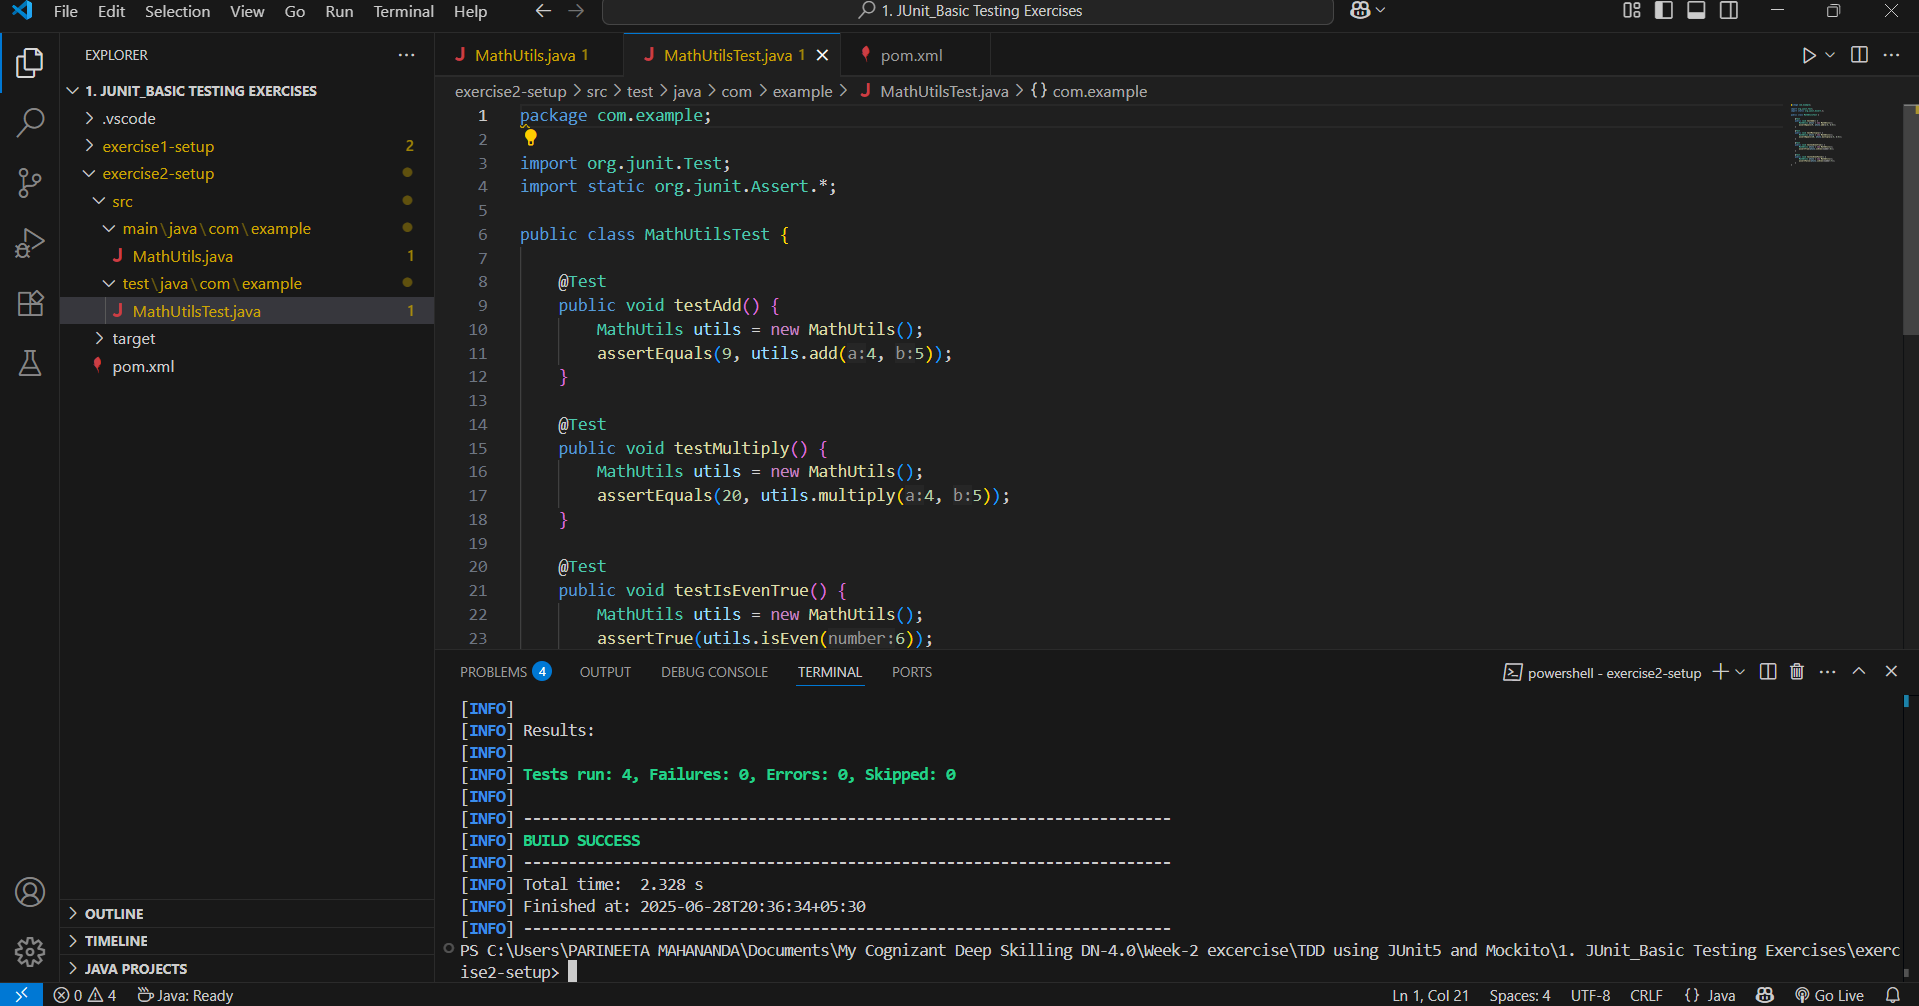 File Edit Selection View Go Run Terminal Help
1. JUnit_Basic Testing Exercises
EXPLORER
1. JUNIT_BASIC TESTING EXERCISES
.vscode
exercise1-setup 2
exercise2-setup
src
main\java\com\example
MathUtils.java 1
test\java\com\example
MathUtilsTest.java 1
target
pom.xml
OUTLINE
TIMELINE
JAVA PROJECTS
MathUtils.java 1 MathUtilsTest.java 1 pom.xml
exercise2-setup > src > test > java > com > example > MathUtilsTest.java > {} com.example
1 package com.example;
2
3 import org.junit.Test;
4 import static org.junit.Assert.*;
5
6 public class MathUtilsTest {
7
8 @Test
9 public void testAdd() {
10 MathUtils utils = new MathUtils();
11 assertEquals(9, utils.add(a:4, b:5));
12 }
13
14 @Test
15 public void testMultiply() {
16 MathUtils utils = new MathUtils();
17 assertEquals(20, utils.multiply(a:4, b:5));
18 }
19
20 @Test
21 public void testIsEvenTrue() {
22 MathUtils utils = new MathUtils();
23 assertTrue(utils.isEven(number:6));
PROBLEMS 4 OUTPUT DEBUG CONSOLE TERMINAL PORTS
powershell - exercise2-setup
[INFO]
[INFO] Results:
[INFO]
[INFO] Tests run: 4, Failures: 0, Errors: 0, Skipped: 0
[INFO]
[INFO] ------------------------------------------------------------------------
[INFO] BUILD SUCCESS
[INFO] ------------------------------------------------------------------------
[INFO] Total time:  2.328 s
[INFO] Finished at: 2025-06-28T20:36:34+05:30
[INFO] ------------------------------------------------------------------------
PS C:\Users\PARINEETA MAHANANDA\Documents\My Cognizant Deep Skilling DN-4.0\Week-2 excercise\TDD using JUnit5 and Mockito\1. JUnit_Basic Testing Exercises\exerc
ise2-setup>
0 4 Java: Ready
Ln 1, Col 21 Spaces: 4 UTF-8 CRLF {} Java Go Live